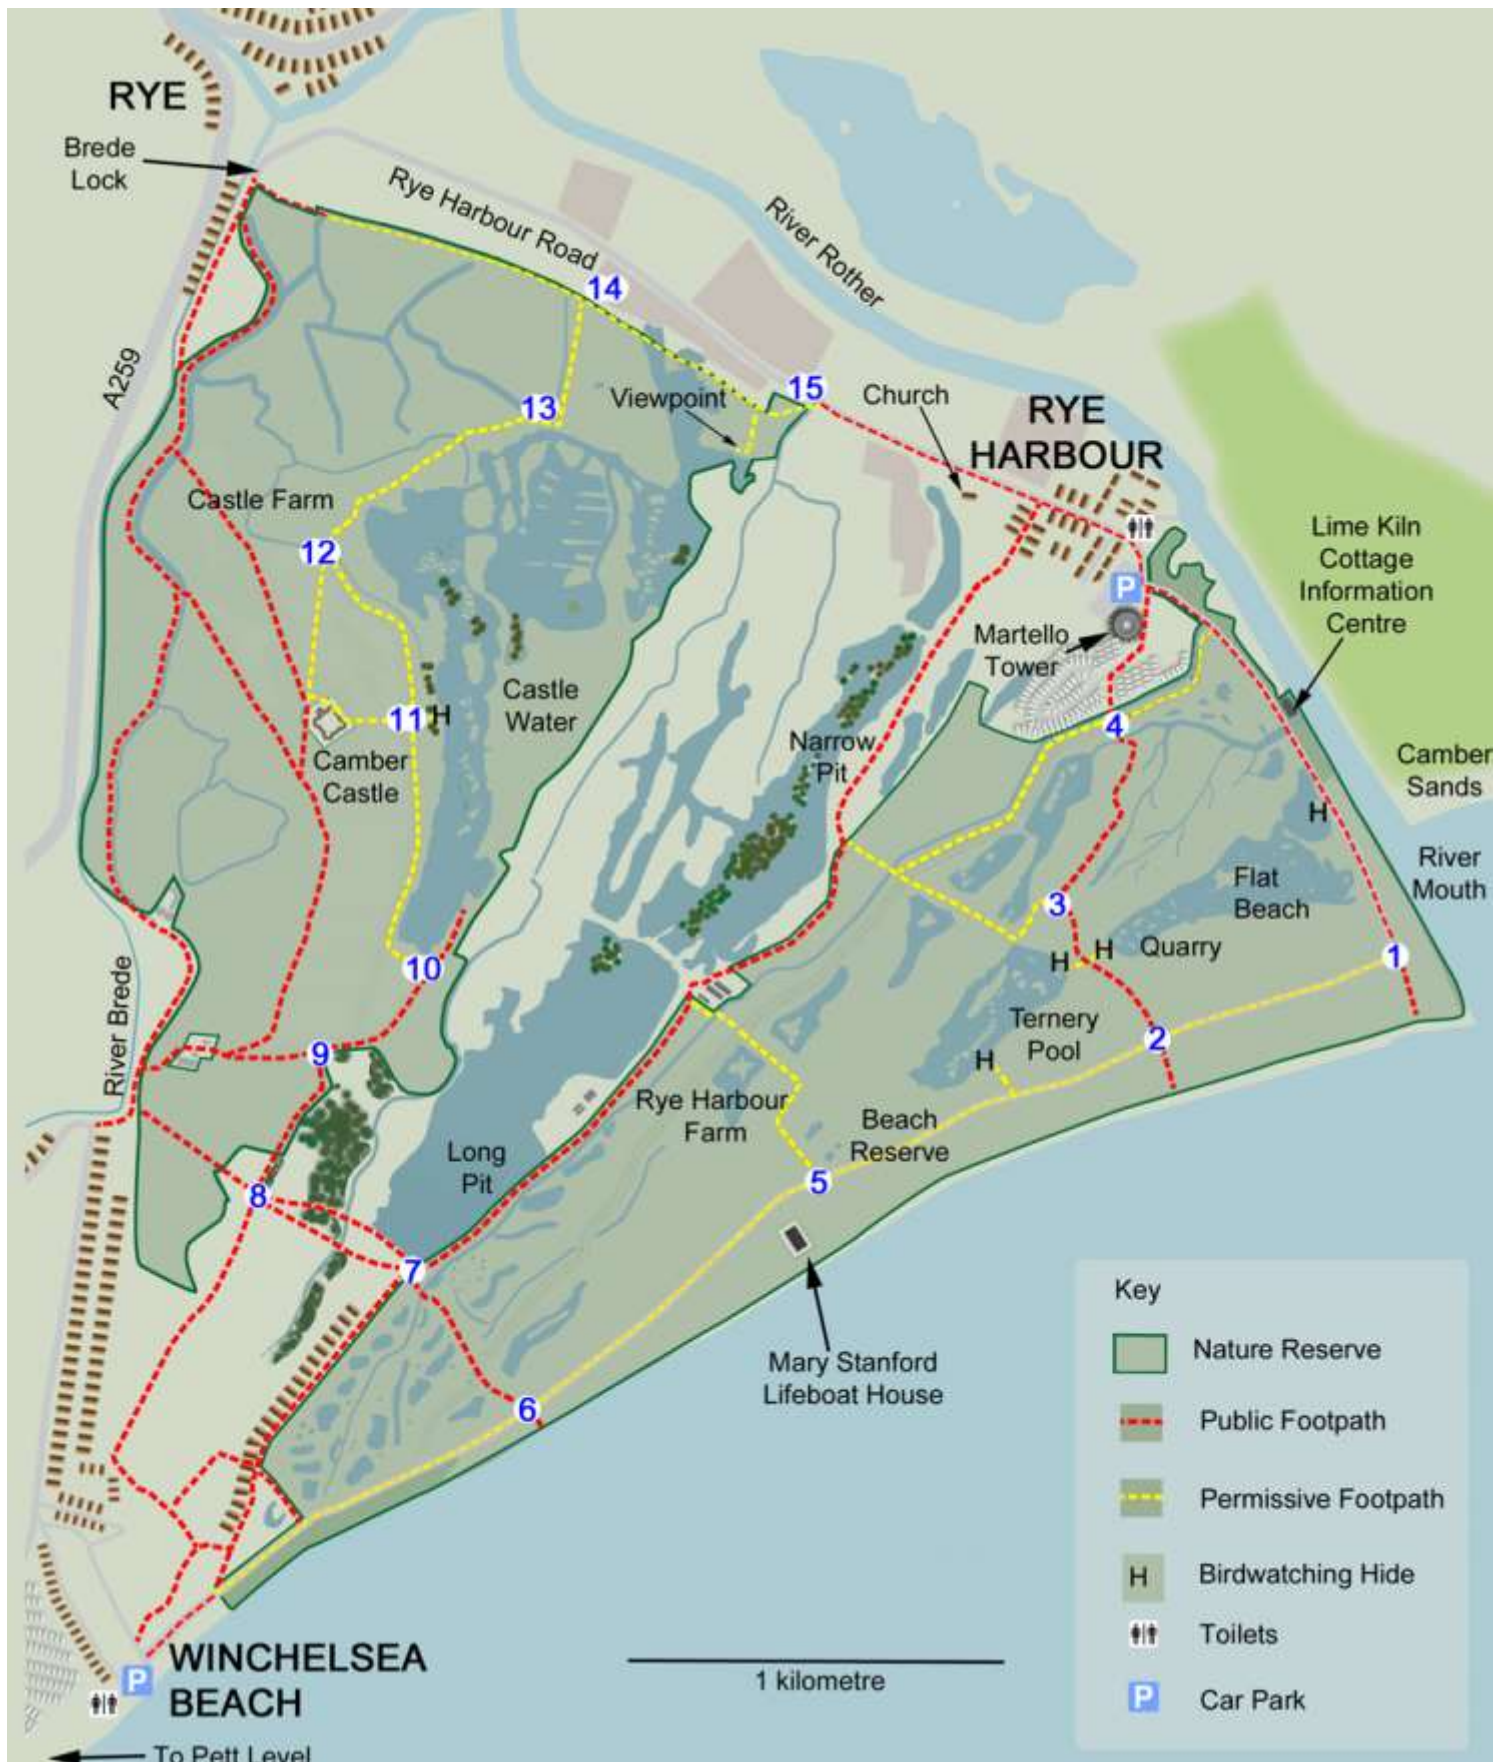 RYE
Brede
Lock
Rye Harbour Road
River Rother
14
A259
Viewpoint
15
Church
RYE
HARBOUR
13
Castle Farm
12
Lime Kiln
Cottage
Information
Centre
P
Martello
Tower
Castle
Water
11
H
4
Narrow
Pit
Camber
Castle
Camber
Sands
H
River
Mouth
Flat
Beach
3
H
H
Quarry
1
10
River Brede
Ternery
Pool
2
9
H
Rye Harbour
Farm
Beach
Reserve
Long
Pit
5
8
7
Mary Stanford
Lifeboat House
6
Key
Nature Reserve
Public Footpath
Permissive Footpath
H
Birdwatching Hide
Toilets
P
Car Park
1 kilometre
WINCHELSEA
BEACH
P
To Pett Level